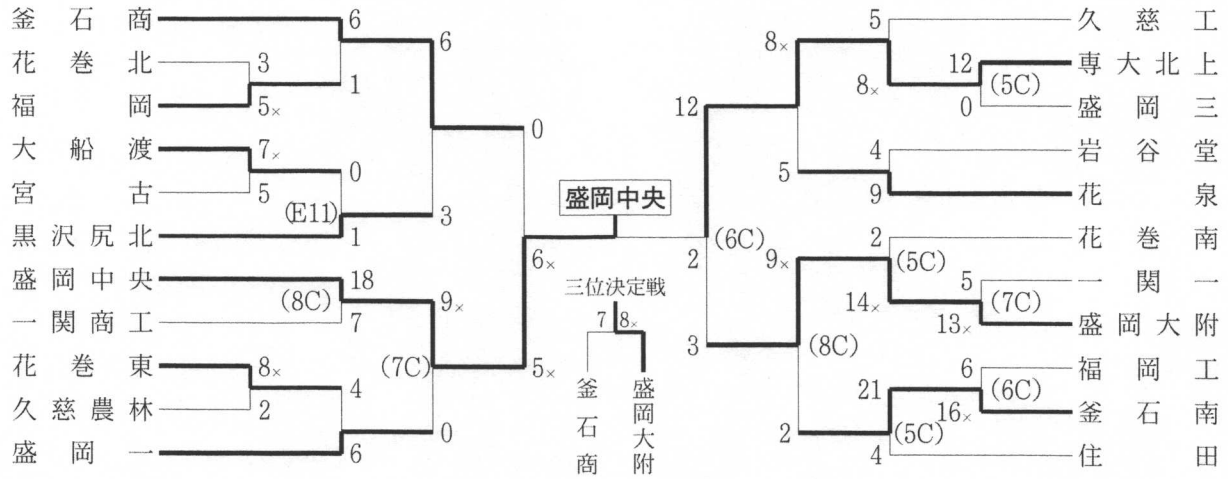 釜石商
花巻北
福岡
大船渡
宮古
黒沢尻北
盛岡中央
一関商工
花巻東
久慈農林
盛岡一
6
3
5×
1
7×
5
0
(E11)
1
18
(8C)
7
8×
2
4
6
6
3
9×
(7C)
0
0
5×
6×
盛岡中央
2
(6C)
三位決定戦
7
8×
釜石商
盛岡大附
12
3
(8C)
8×
5
9×
2
5
8×
12
(5C)
0
4
9
2
(5C)
14×
5
(7C)
13×
21
(5C)
4
6
(6C)
16×
久慈工
専大北上
盛岡三
岩谷堂
花泉
花巻南
一関一
盛岡大附
福岡工
釜石南
住田